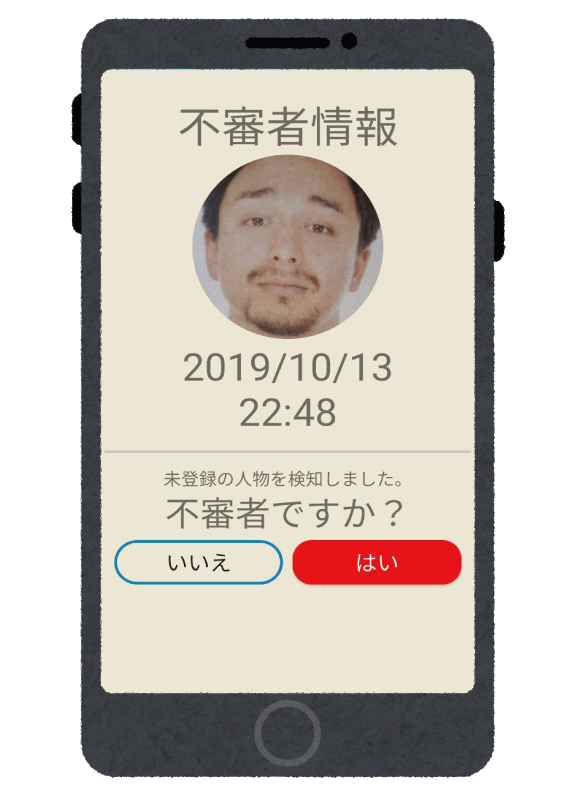 不審者情報
2019/10/13
22:48
未登録の人物を検知しました。
不審者ですか？
いいえ
はい